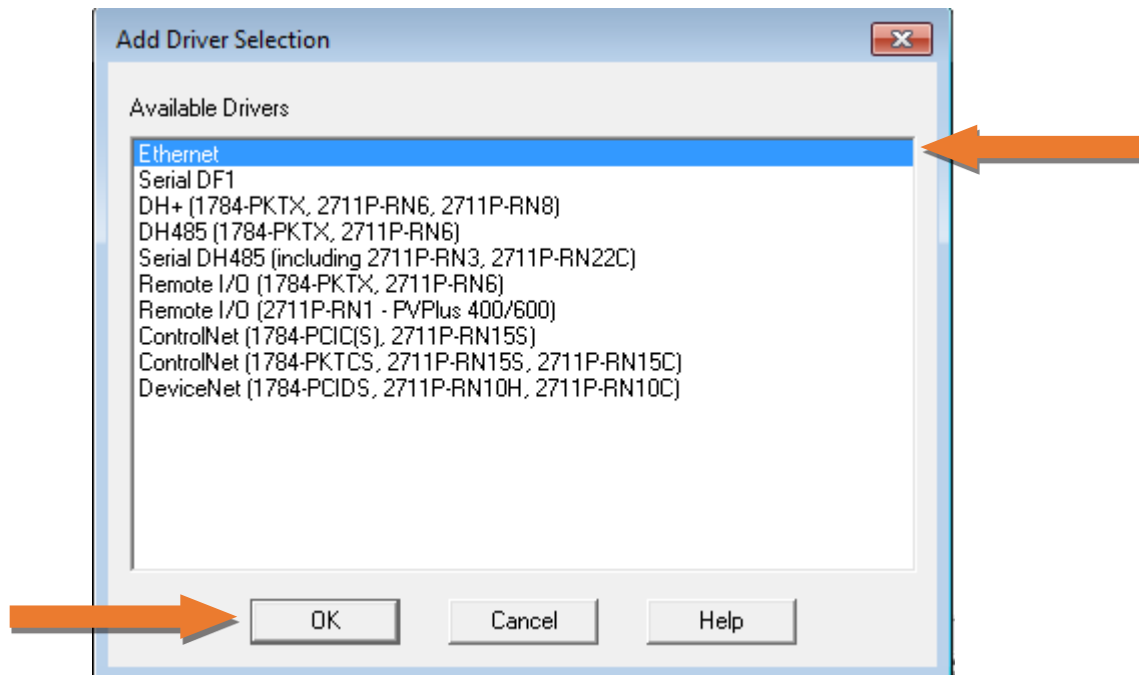 Add Driver Selection
Available Drivers
Ethernet
Serial DF1
DH+ (1784-PKTX, 2711P-RN6, 2711P-RN8)
DH485 (1784-PKTX, 2711P-RN6)
Serial DH485 (including 2711P-RN3, 2711P-RN22C)
Remote I/O (1784-PKTX, 2711P-RN6)
Remote I/O (2711P-RN1 - PVPlus 400/600)
ControlNet (1784-PCIC(S), 2711P-RN15S)
ControlNet (1784-PKTCS, 2711P-RN15S, 2711P-RN15C)
DeviceNet (1784-PCIDS, 2711P-RN10H, 2711P-RN10C)
OK Cancel Help